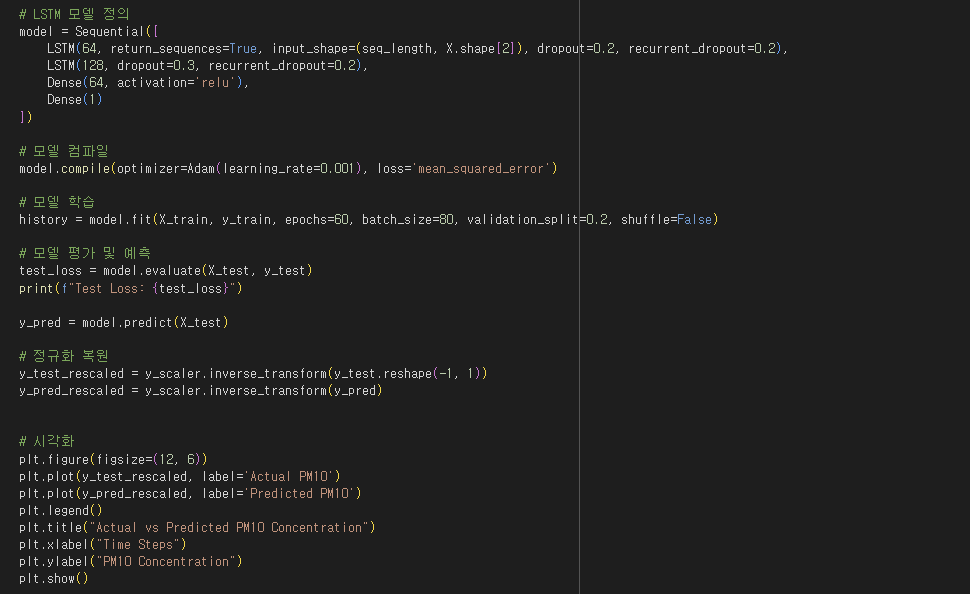 # LSTM 모델 정의
model = Sequential([
    LSTM(64, return_sequences=True, input_shape=(seq_length, X.shape[2]), dropout=0.2, recurrent_dropout=0.2),
    LSTM(128, dropout=0.3, recurrent_dropout=0.2),
    Dense(64, activation='relu'),
    Dense(1)
])
# 모델 컴파일
model.compile(optimizer=Adam(learning_rate=0.001), loss='mean_squared_error')
# 모델 학습
history = model.fit(X_train, y_train, epochs=60, batch_size=80, validation_split=0.2, shuffle=False)
# 모델 평가 및 예측
test_loss = model.evaluate(X_test, y_test)
print(f"Test Loss: {test_loss}")
y_pred = model.predict(X_test)
# 정규화 복원
y_test_rescaled = y_scaler.inverse_transform(y_test.reshape(-1, 1))
y_pred_rescaled = y_scaler.inverse_transform(y_pred)
# 시각화
plt.figure(figsize=(12, 6))
plt.plot(y_test_rescaled, label='Actual PM10')
plt.plot(y_pred_rescaled, label='Predicted PM10')
plt.legend()
plt.title("Actual vs Predicted PM10 Concentration")
plt.xlabel("Time Steps")
plt.ylabel("PM10 Concentration")
plt.show()